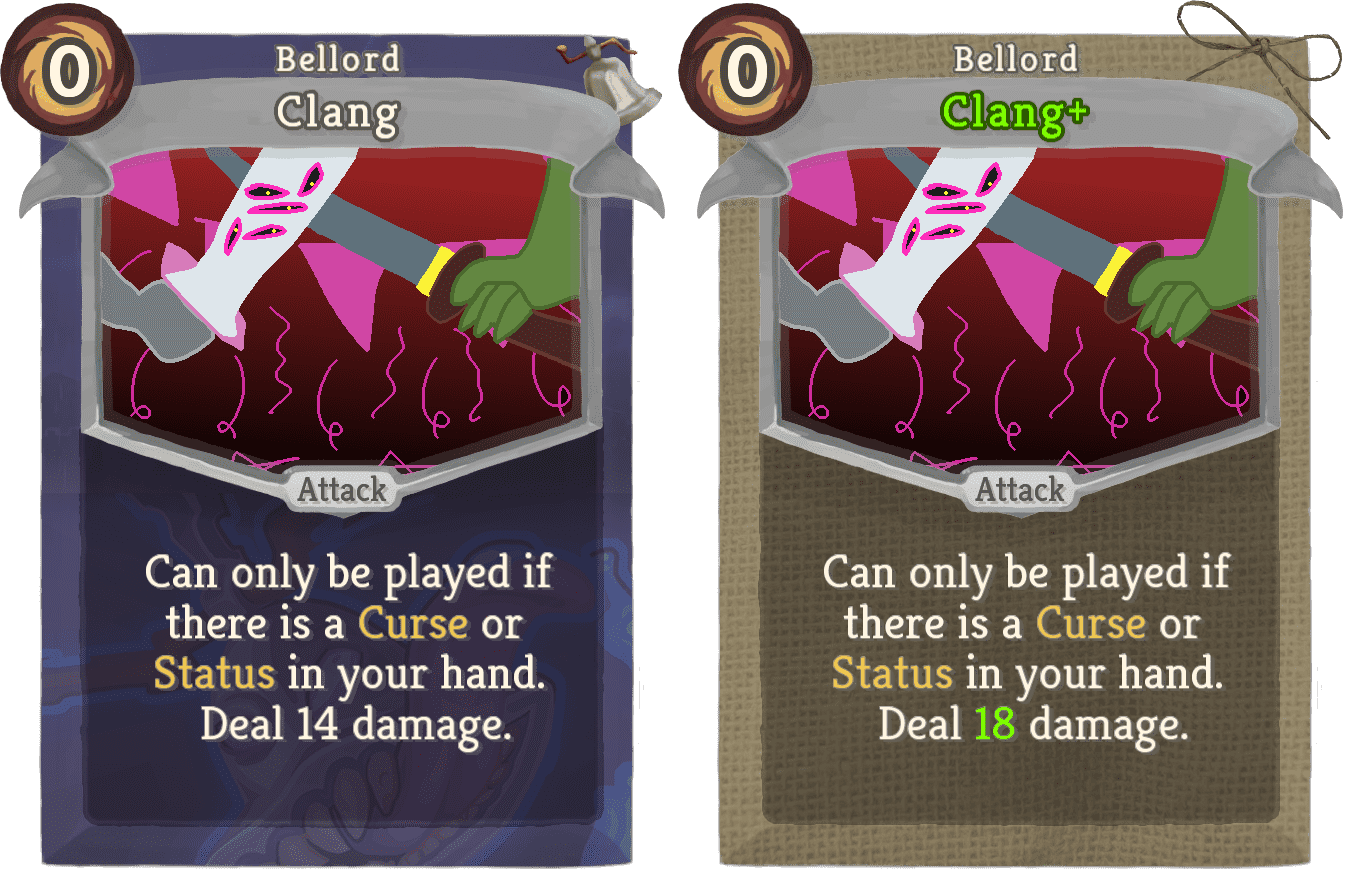 0
Bellord
Clang
Attack
Can only be played if
there is a Curse or
Status in your hand.
Deal 14 damage.
0
Bellord
Clang+
Attack
Can only be played if
there is a Curse or
Status in your hand.
Deal 18 damage.